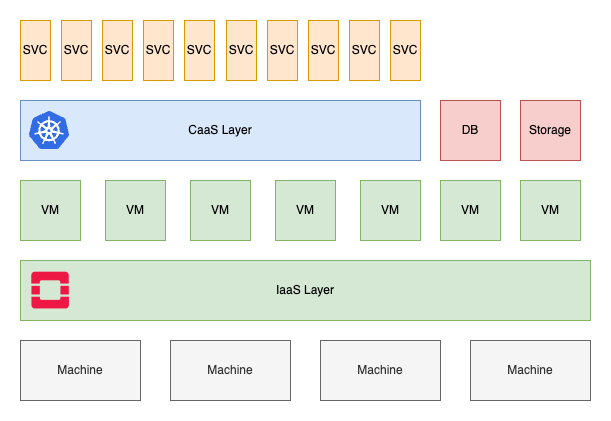 SVC SVC SVC SVC SVC SVC SVC SVC SVC SVC
CaaS Layer DB Storage
VM VM VM VM VM VM VM
IaaS Layer
Machine Machine Machine Machine